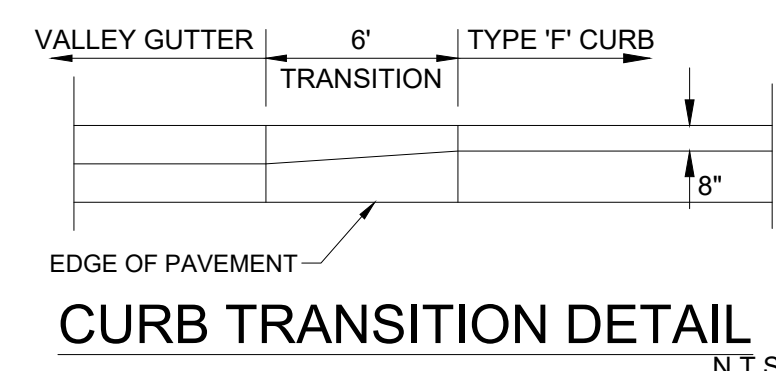 VALLEY GUTTER 6' TYPE 'F' CURB
TRANSITION
8"
EDGE OF PAVEMENT
CURB TRANSITION DETAIL
N.T.S